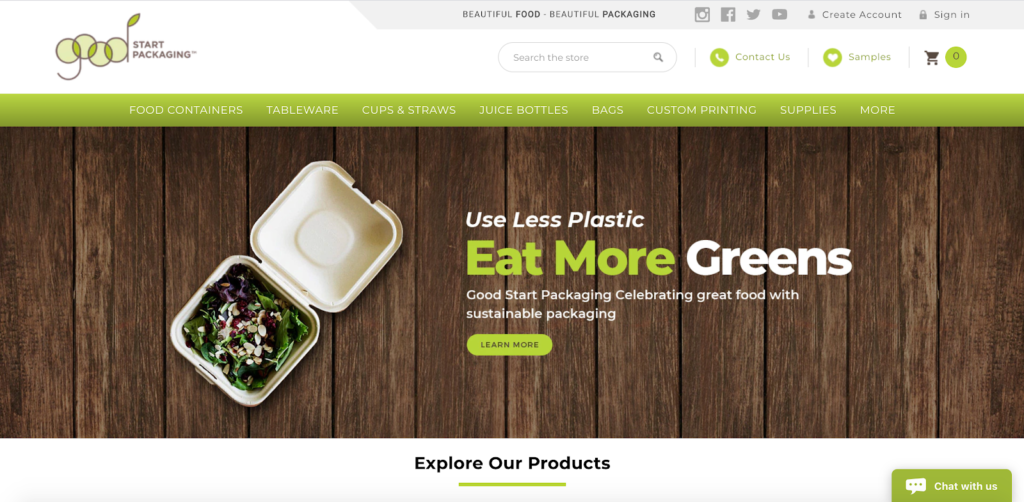 BEAUTIFUL FOOD - BEAUTIFUL PACKAGING
Create Account
Sign in
good START
PACKAGING™
Search the store
Contact Us
Samples
0
FOOD CONTAINERS TABLEWARE CUPS & STRAWS JUICE BOTTLES BAGS CUSTOM PRINTING SUPPLIES MORE
Use Less Plastic
Eat More Greens
Good Start Packaging Celebrating great food with
sustainable packaging
LEARN MORE
Explore Our Products
Chat with us